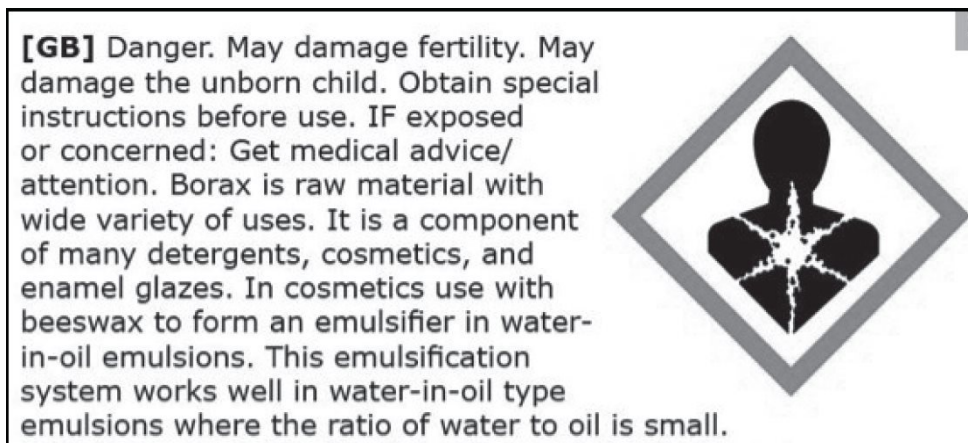 [GB] Danger. May damage fertility. May
damage the unborn child. Obtain special
instructions before use. IF exposed
or concerned: Get medical advice/
attention. Borax is raw material with
wide variety of uses. It is a component
of many detergents, cosmetics, and
enamel glazes. In cosmetics use with
beeswax to form an emulsifier in water-
in-oil emulsions. This emulsification
system works well in water-in-oil type
emulsions where the ratio of water to oil is small.